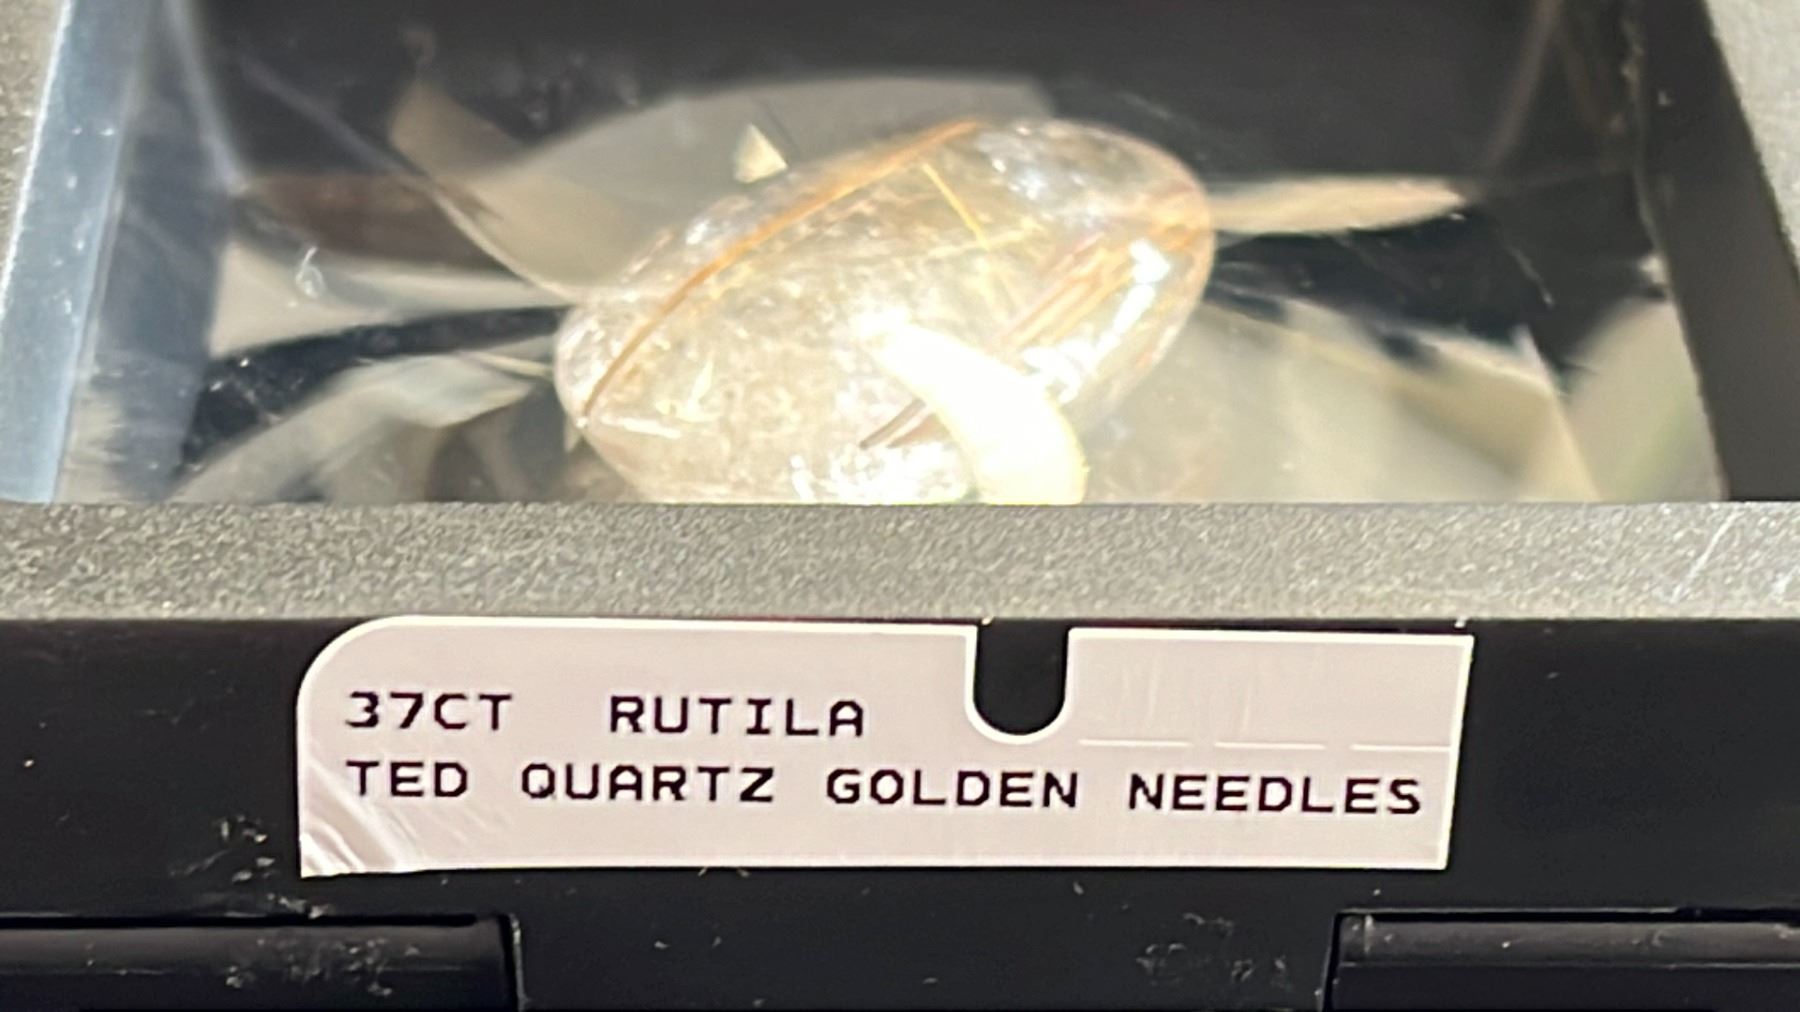 37CT RUTILA
TED QUARTZ GOLDEN NEEDLES